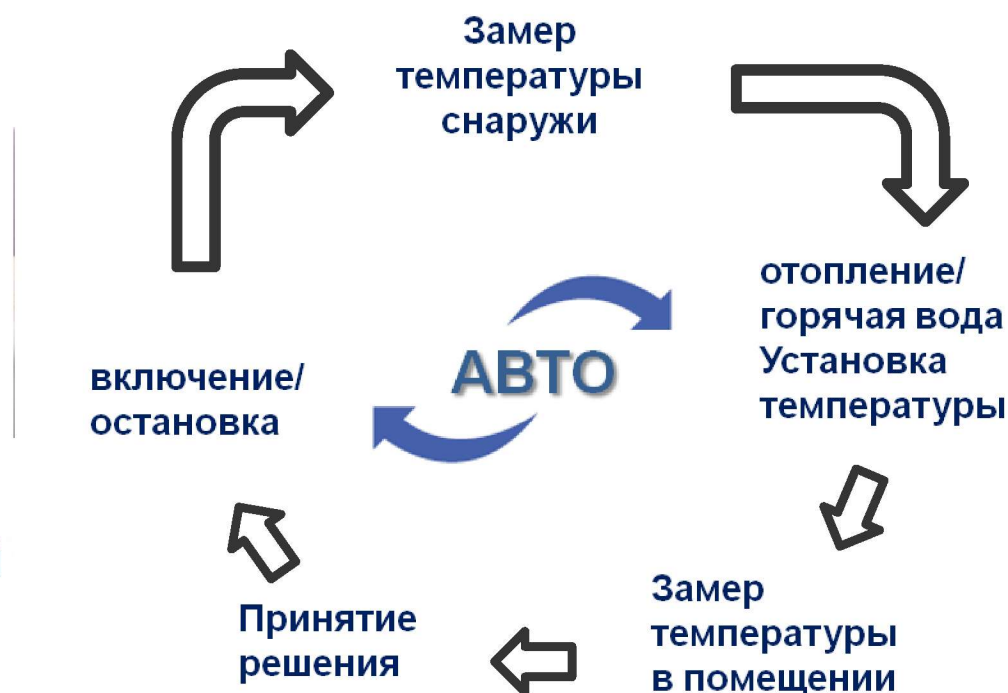 Замер
температуры
снаружи
отопление/
горячая вода
Установка
температуры
Замер
температуры
в помещении
Принятие
решения
включение/
остановка
АВТО